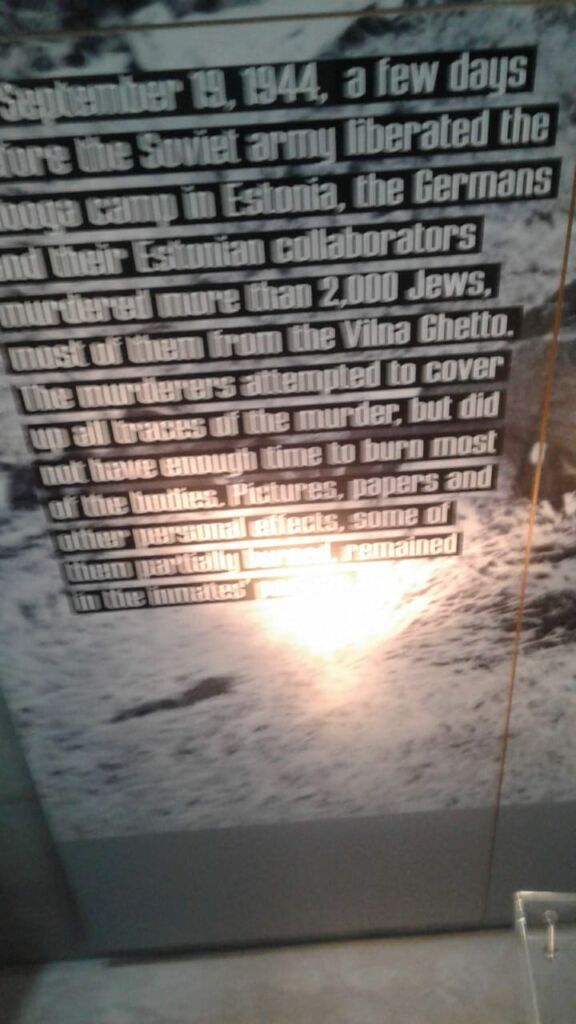 September 19, 1944, a few days
fore the Soviet army liberated the
ooga camp in Estonia, the Germans
nd their Estonian collaborators
murdered more than 2,000 Jews,
most of them from the Vilna Ghetto.
The murderers attempted to cover
up all traces of the murder, but did
not have enough time to burn most
of the bodies. Pictures, papers and
other personal effects, some of
them partially burned, remained
in the inmates'